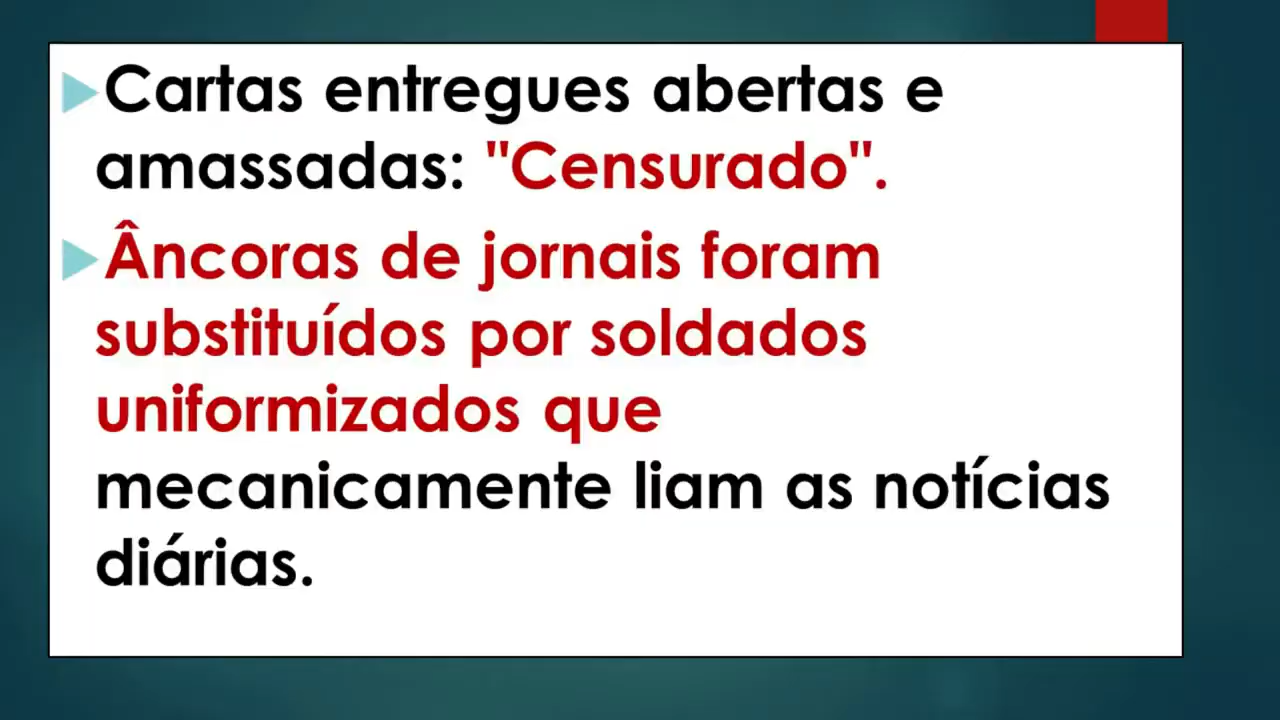 Cartas entregues abertas e
amassadas: "Censurado".
Âncoras de jornais foram
substituídos por soldados
uniformizados que
mecanicamente liam as notícias
diárias.